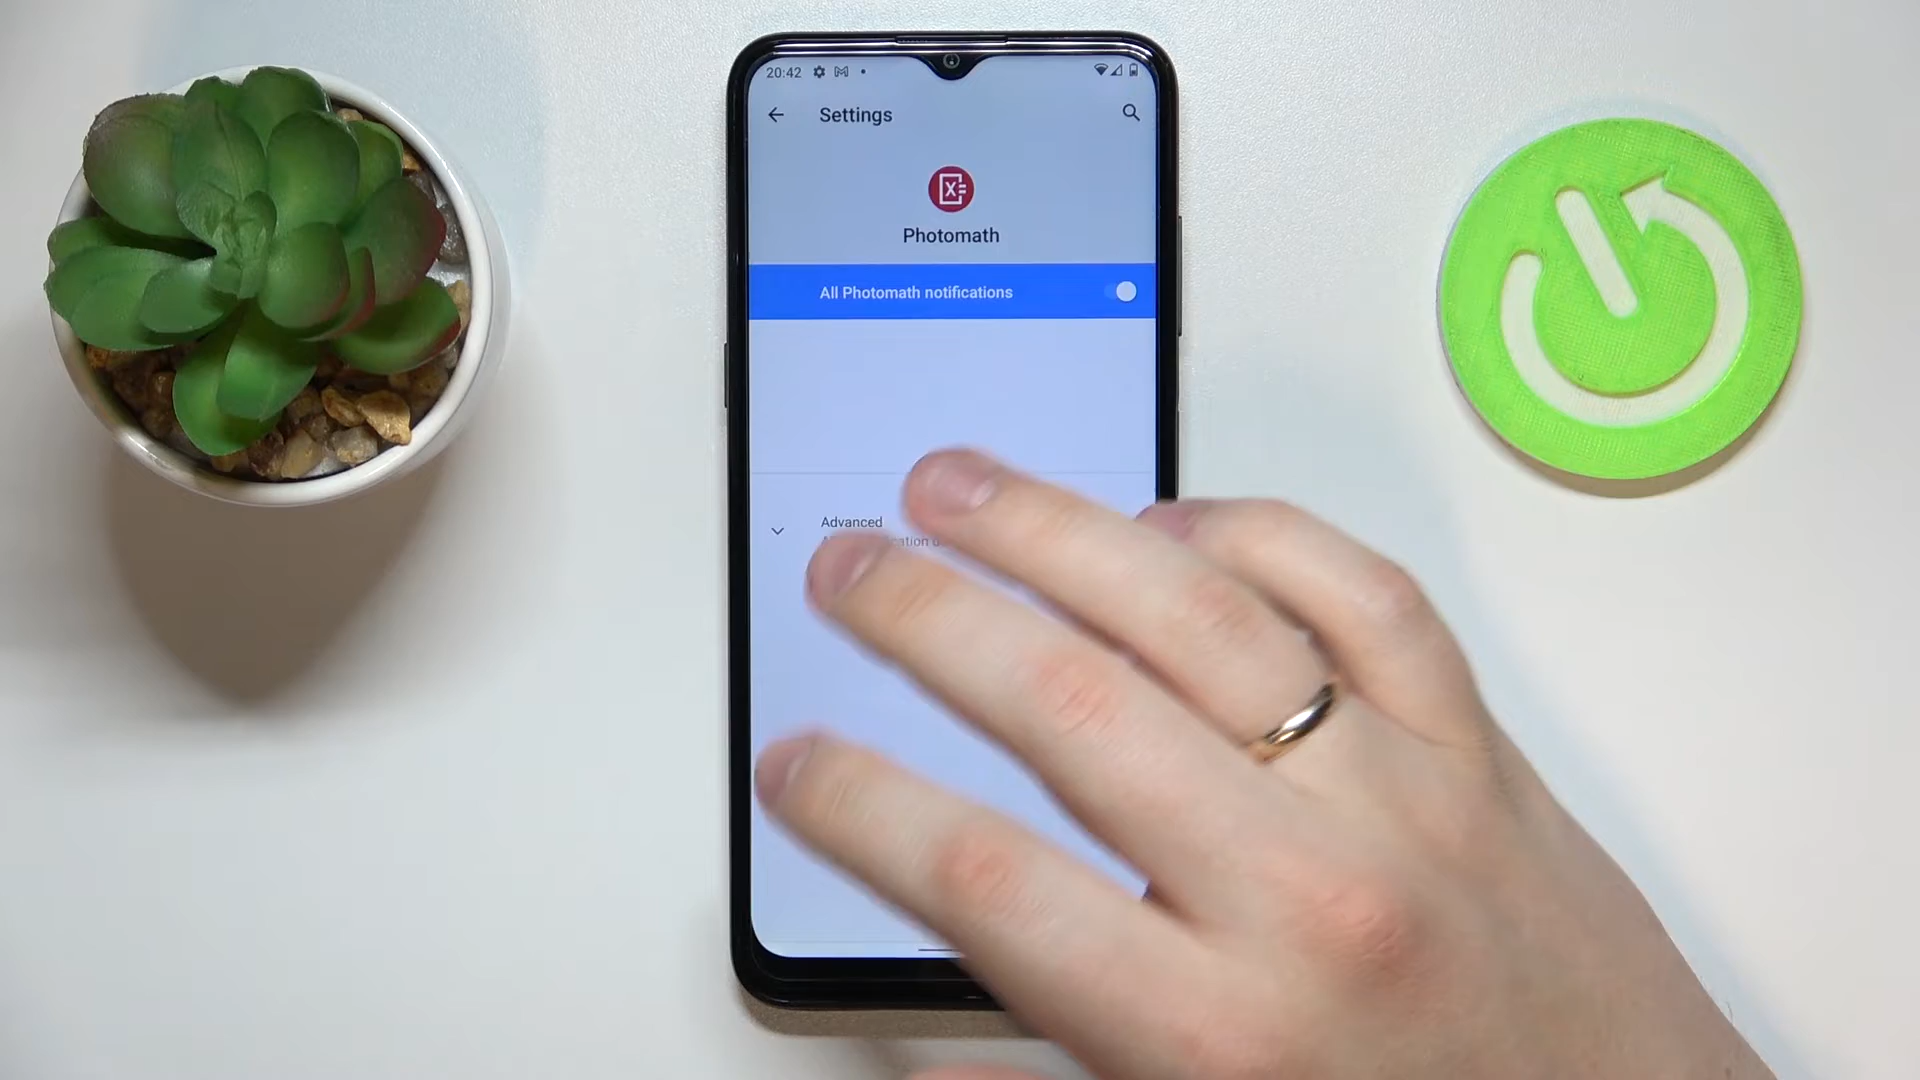 20:42
Settings
Photomath
All Photomath notifications
Advanced